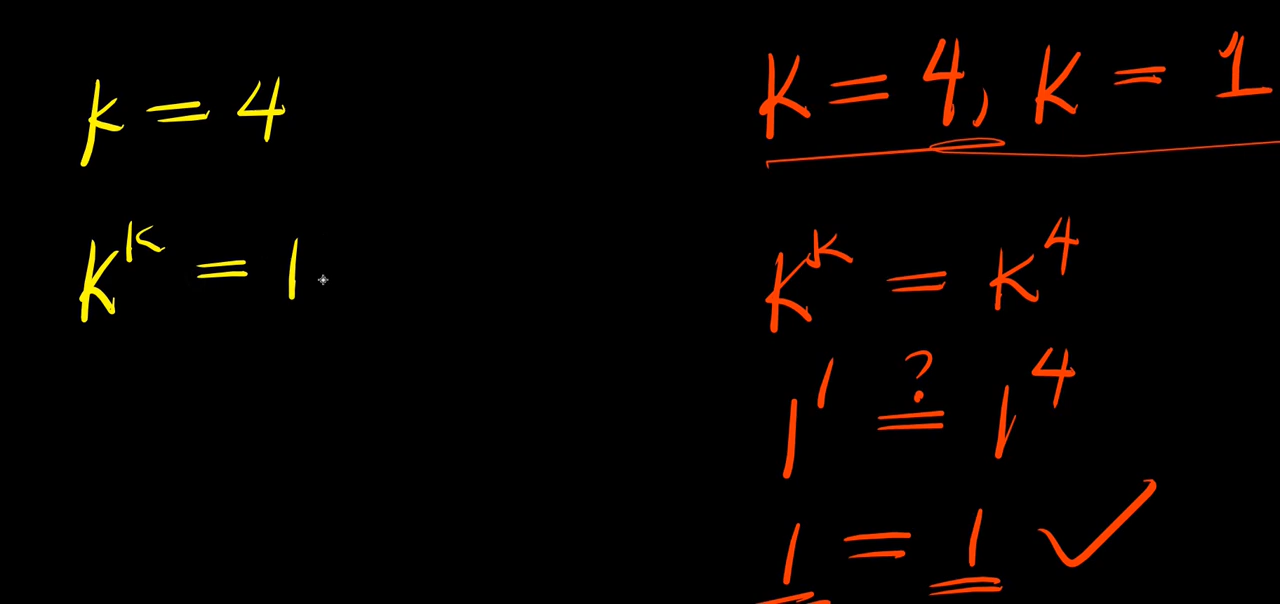 k = 4
k^k = 1
k = 4, k = 1
k^k = k^4
1^1 ?= 1^4
1 = 1 ✓